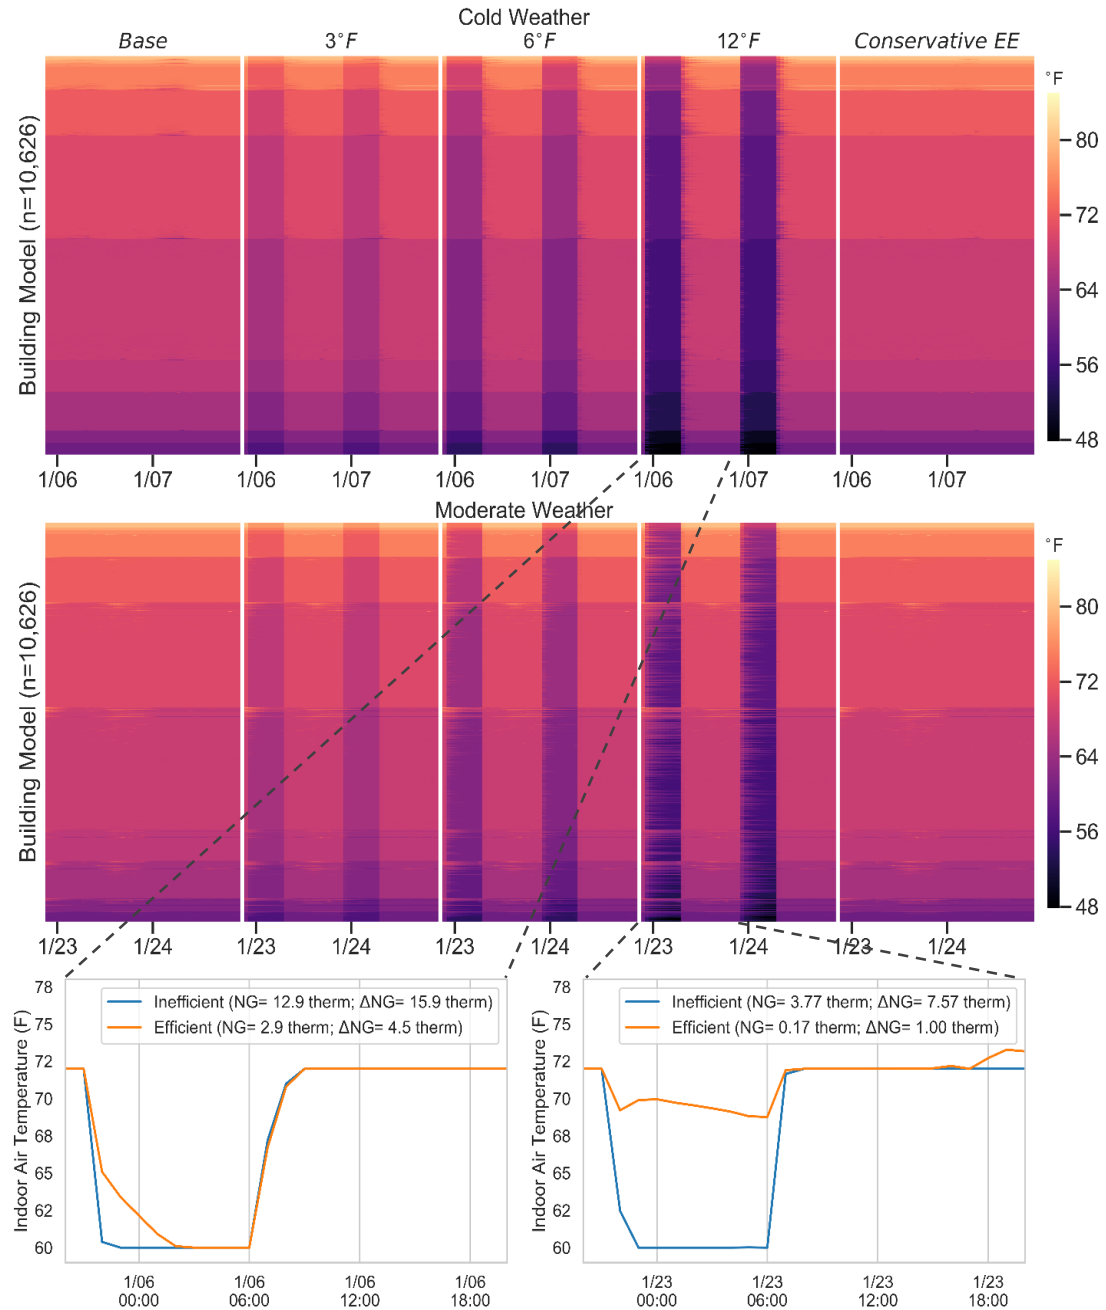 Cold Weather
Base 3°F 6°F 12°F Conservative EE
°F
Building Model (n=10,626)
80
72
64
56
48
1/06 1/07 1/06 1/07 1/06 1/07 1/06 1/07 1/06 1/07
Moderate Weather
°F
Building Model (n=10,626)
80
72
64
56
48
1/23 1/24 1/23 1/24 1/23 1/24 1/23 1/24 1/23 1/24
Indoor Air Temperature (F)
78
75
72
70
68
65
62
60
Inefficient (NG= 12.9 therm; ΔNG= 15.9 therm)
Efficient (NG= 2.9 therm; ΔNG= 4.5 therm)
1/06 1/06 1/06 1/06
00:00 06:00 12:00 18:00
Indoor Air Temperature (F)
78
75
72
70
68
65
62
60
Inefficient (NG= 3.77 therm; ΔNG= 7.57 therm)
Efficient (NG= 0.17 therm; ΔNG= 1.00 therm)
1/23 1/23 1/23 1/23
00:00 06:00 12:00 18:00